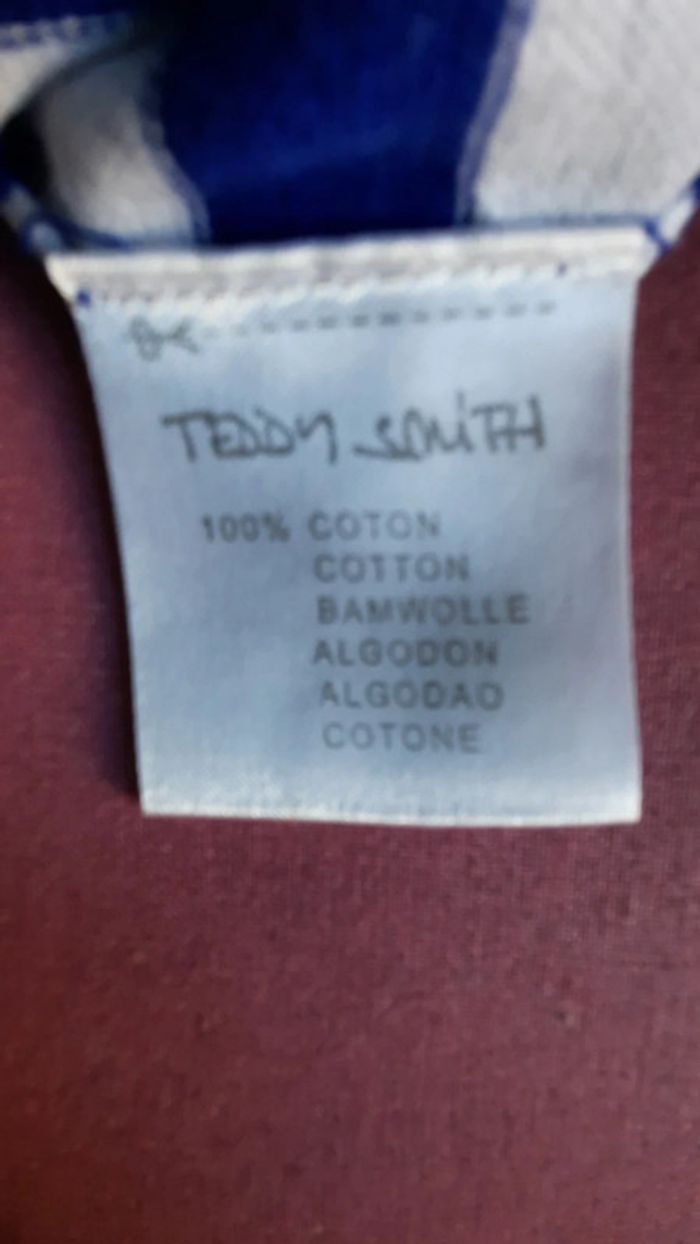 TEDDY SMITH
100% COTON
COTTON
BAMWOLLE
ALGODON
ALGODAO
COTONE